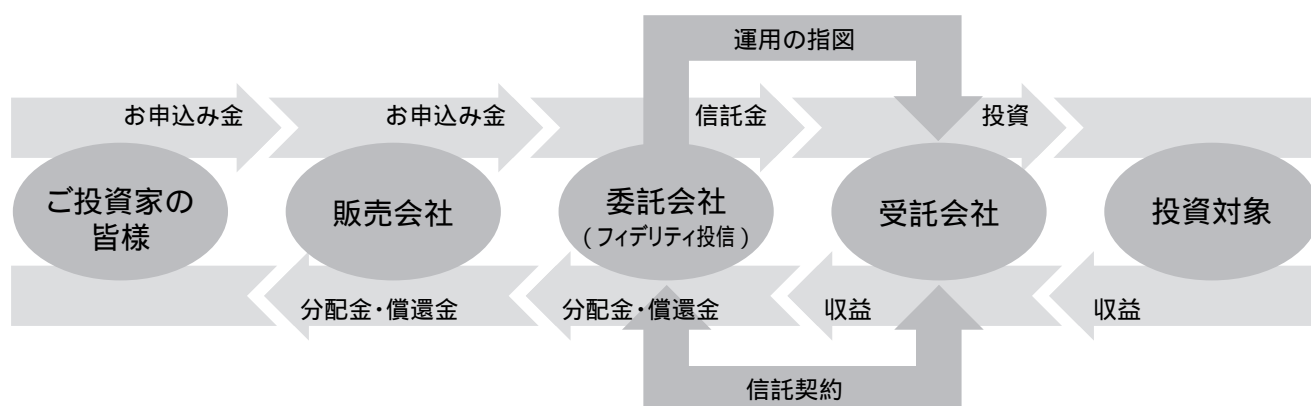 運用の指図
お申込み金
お申込み金
信託金
投資
ご投資家の
皆様
販売会社
委託会社
(フィデリティ投信)
受託会社
投資対象
分配金・償還金
分配金・償還金
収益
収益
信託契約